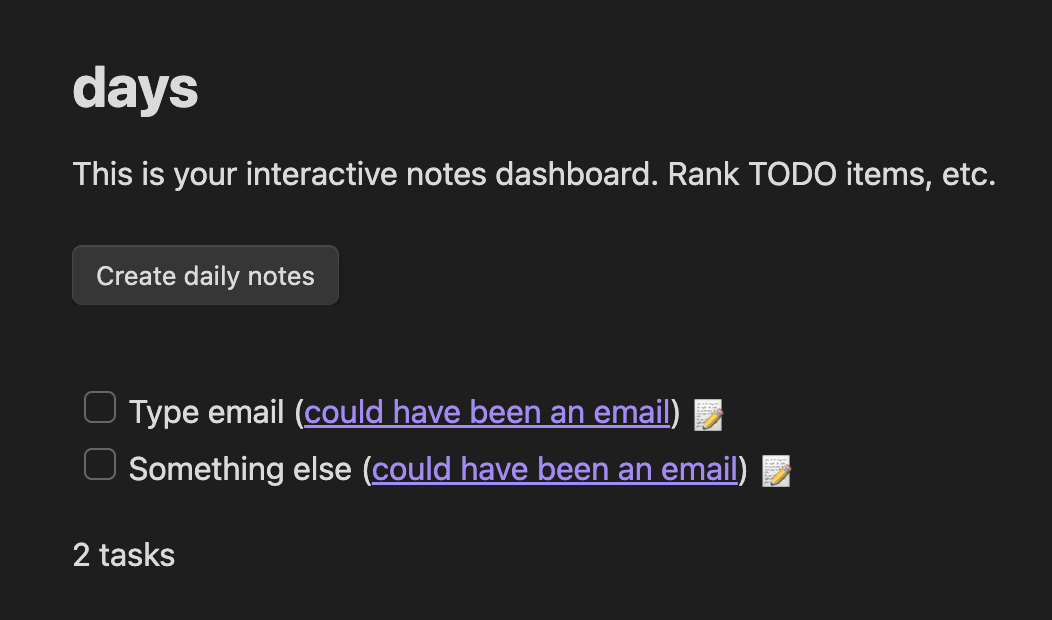 days
This is your interactive notes dashboard. Rank TODO items, etc.
Create daily notes
Type email (could have been an email) 📝
Something else (could have been an email) 📝
2 tasks